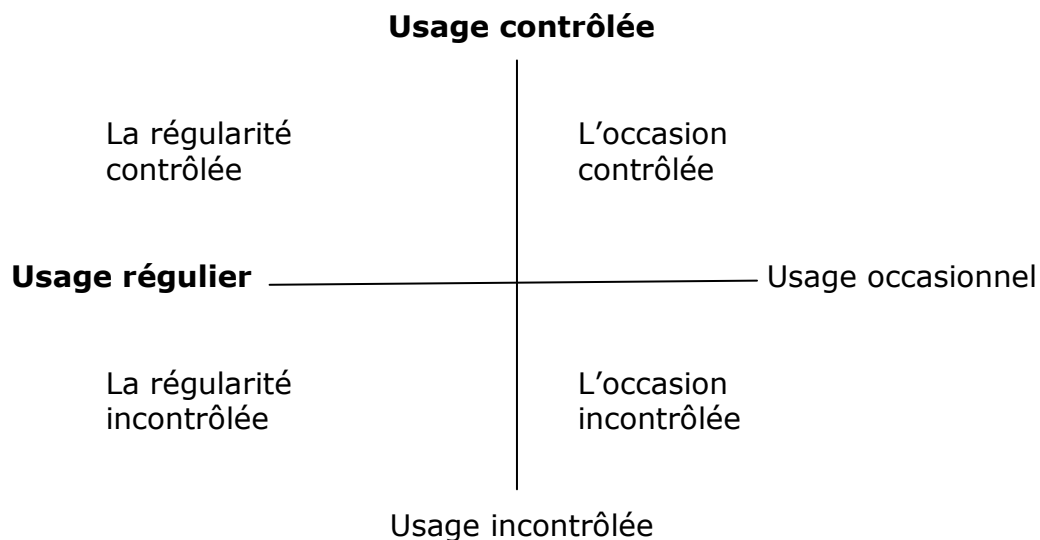 Usage contrôlée
La régularité
contrôlée
L’occasion
contrôlée
Usage régulier
Usage occasionnel
La régularité
incontrôlée
L’occasion
incontrôlée
Usage incontrôlée